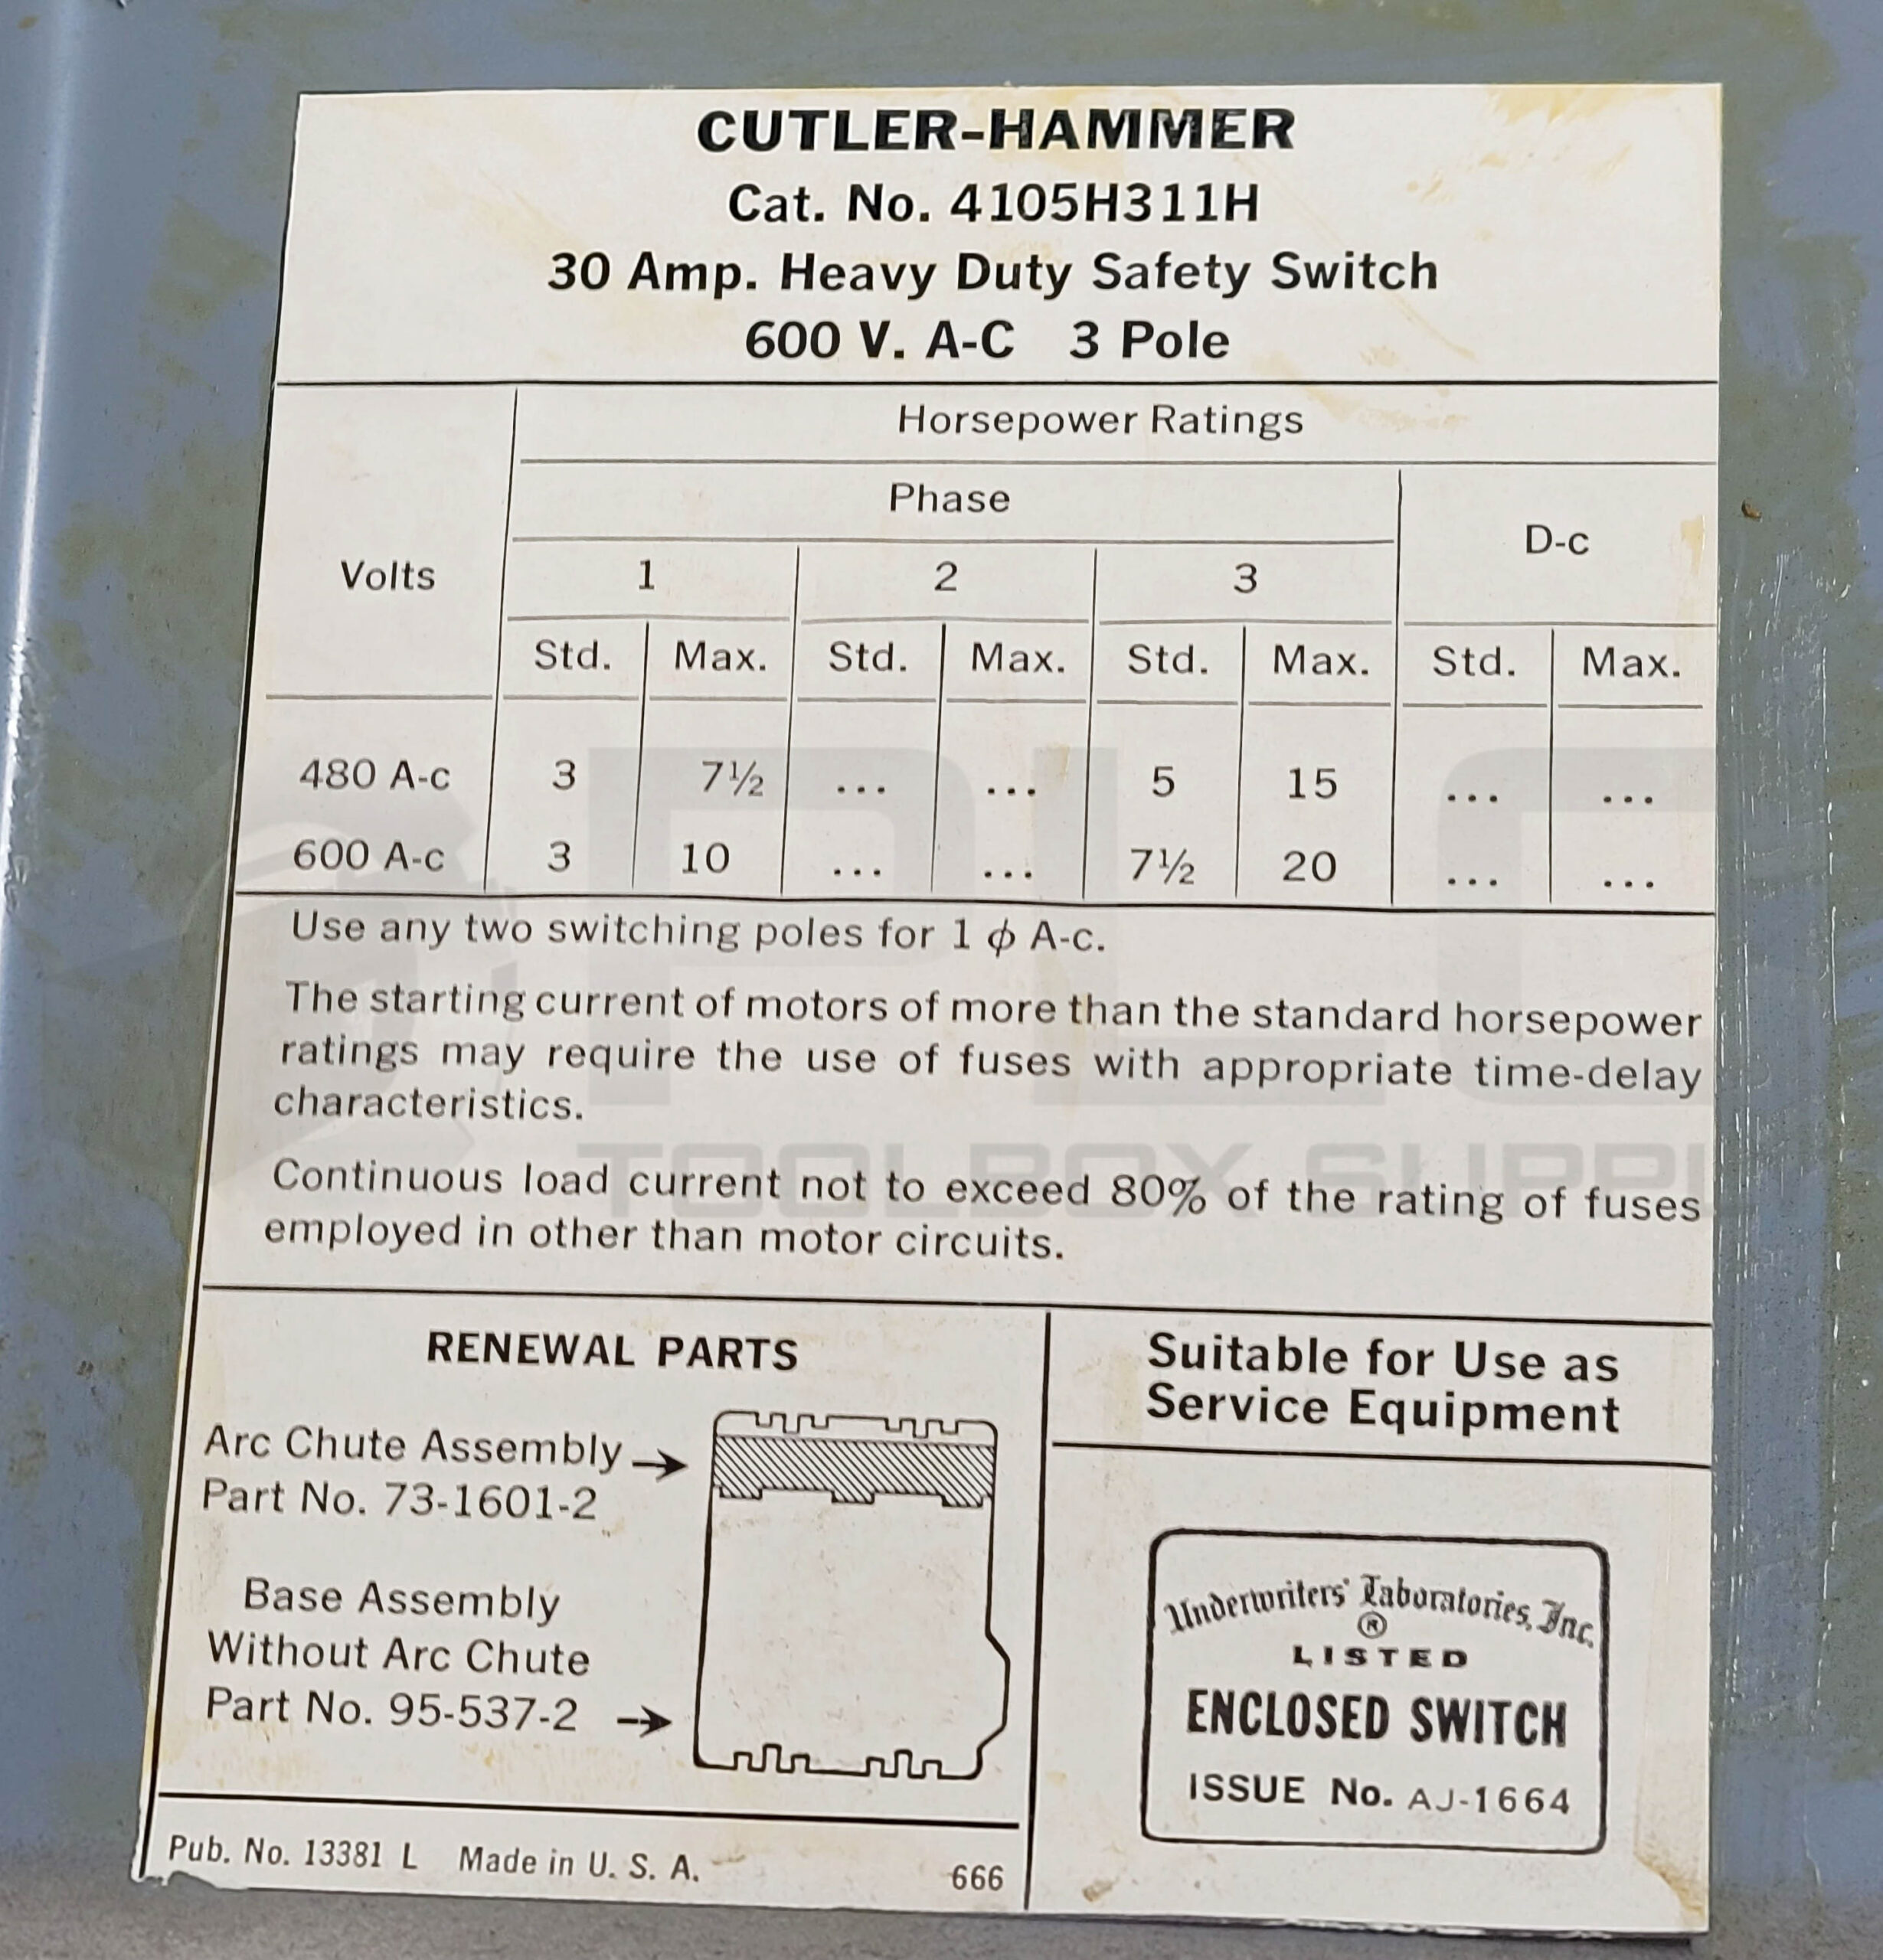 CUTLER-HAMMER
Cat. No. 4105H311H
30 Amp. Heavy Duty Safety Switch
600 V. A-C 3 Pole
Horsepower Ratings
Volts
Phase
D-c
1 2 3
Std. Max. Std. Max. Std. Max. Std. Max.
480 A-c 3 7½ ... ... 5 15 ... ...
600 A-c 3 10 ... ... 7½ 20 ... ...
Use any two switching poles for 1 ϕ A-c.
The starting current of motors of more than the standard horsepower
ratings may require the use of fuses with appropriate time-delay
characteristics.
Continuous load current not to exceed 80% of the rating of fuses
employed in other than motor circuits.
PLC
TOOLBOX SUPPL
RENEWAL PARTS
Arc Chute Assembly →
Part No. 73-1601-2
Base Assembly
Without Arc Chute
Part No. 95-537-2 →
Pub. No. 13381 L Made in U. S. A. 666
Suitable for Use as
Service Equipment
Underwriters' Laboratories, Inc.
®
LISTED
ENCLOSED SWITCH
ISSUE No. AJ-1664